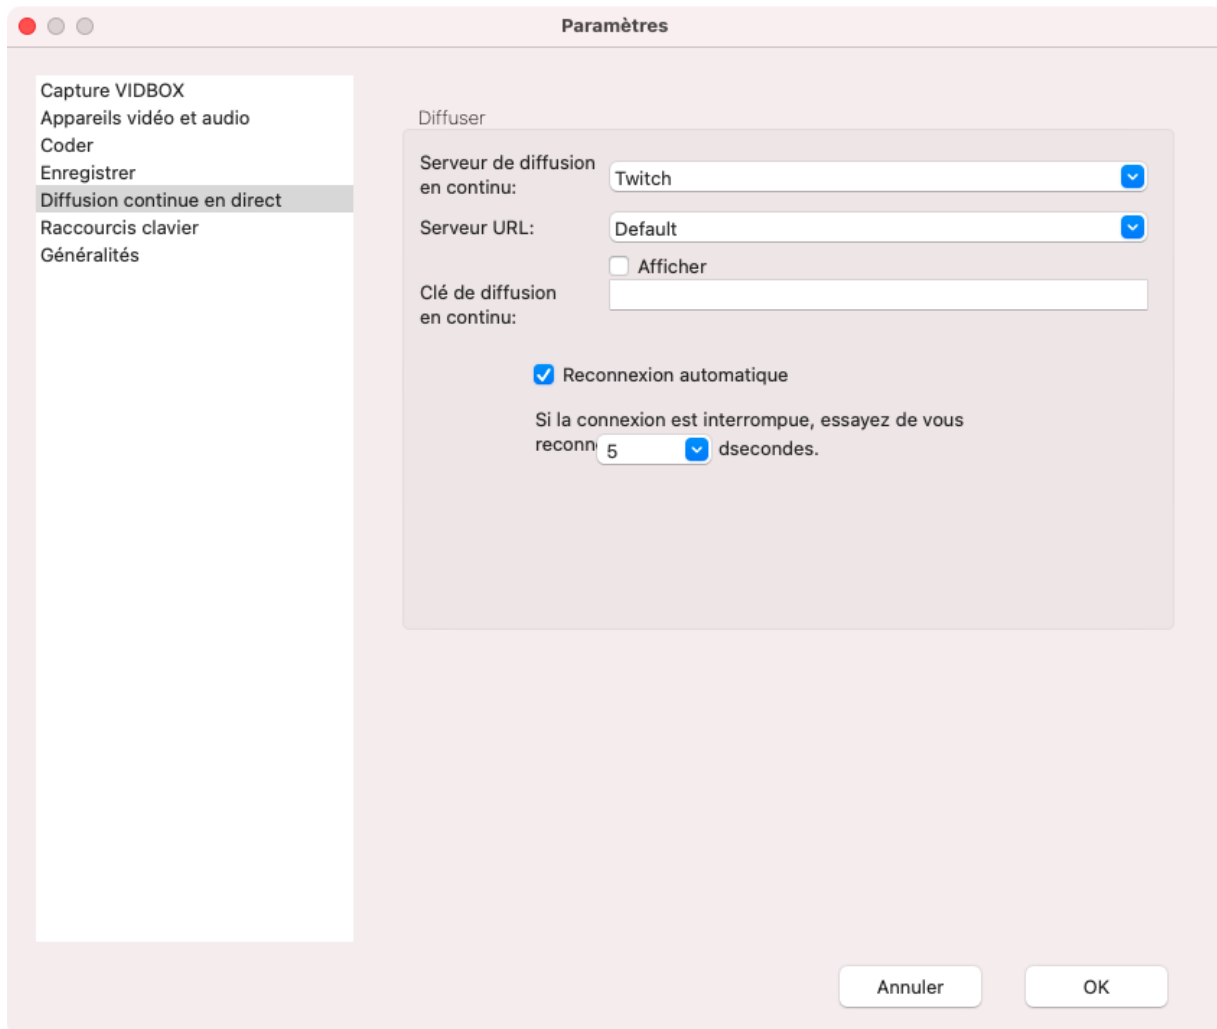 Paramètres
Capture VIDBOX
Appareils vidéo et audio
Coder
Enregistrer
Diffusion continue en direct
Raccourcis clavier
Généralités
Diffuser
Serveur de diffusion
en continu:
Twitch
Serveur URL:
Default
Afficher
Clé de diffusion
en continu:
Reconnexion automatique
Si la connexion est interrompue, essayez de vous
5 dsecondes.
Annuler
OK